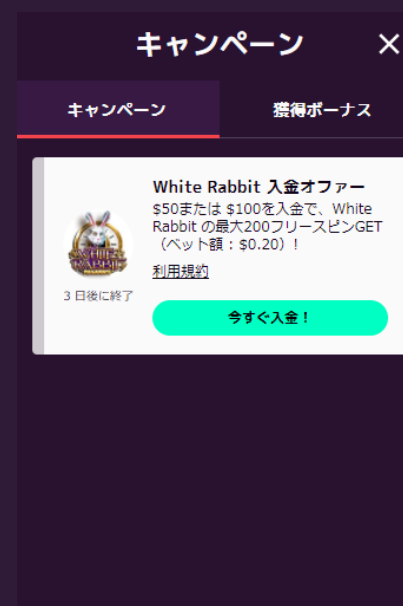 キャンペーン ×
キャンペーン
獲得ボーナス
White Rabbit 入金オファー
$50または $100を入金で、White
Rabbit の最大200フリースピンGET
（ベット額：$0.20）!
利用規約
WHITE
RABBIT
3 日後に終了
今すぐ入金！